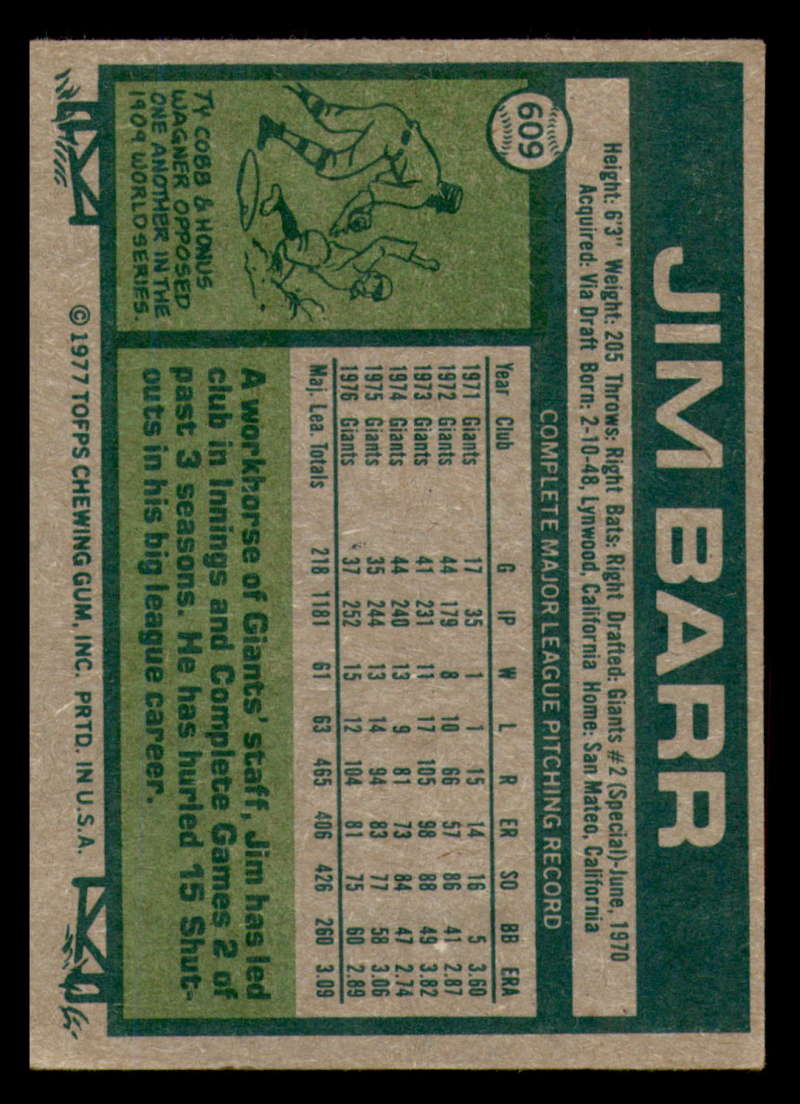 609
JIM BARR
Height: 6'3" Weight: 205 Throws: Right Bats: Right Drafted: Giants #2 (Special)-June, 1970
Acquired: Via Draft Born: 2-10-48, Lynwood, California Home: San Mateo, California
COMPLETE MAJOR LEAGUE PITCHING RECORD
Year Club G IP W L R ER SO BB ERA
1971 Giants 17 35 1 1 15 14 16 5 3.60
1972 Giants 44 179 8 10 66 57 86 41 2.87
1973 Giants 41 231 11 17 105 98 88 49 3.82
1974 Giants 44 240 13 9 81 73 84 47 2.74
1975 Giants 35 244 13 14 94 83 77 58 3.06
1976 Giants 37 252 15 12 104 81 75 60 2.89
Maj. Lea. Totals 218 1181 61 63 465 406 426 260 3.09
TY COBB & HONUS
WAGNER OPPOSED
ONE ANOTHER IN THE
1909 WORLD SERIES.
A workhorse of Giants' staff, Jim has led
club in Innings and Complete Games 2 of
past 3 seasons. He has hurled 15 Shut-
outs in his big league career.
© 1977 TOPPS CHEWING GUM, INC. PRTD. IN U.S.A.